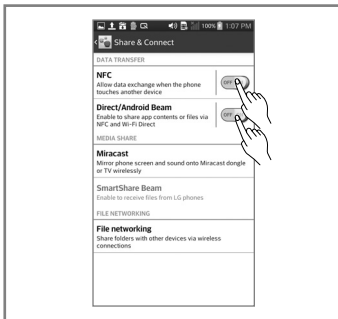 100% 1:07 PM
Share & Connect
DATA TRANSFER
NFC
Allow data exchange when the phone
touches another device
OFF
Direct/Android Beam
Enable to share app contents or files via
NFC and Wi-Fi Direct
OFF
MEDIA SHARE
Miracast
Mirror phone screen and sound onto Miracast dongle
or TV wirelessly
SmartShare Beam
Enable to receive files from LG phones
FILE NETWORKING
File networking
Share folders with other devices via wireless
connections